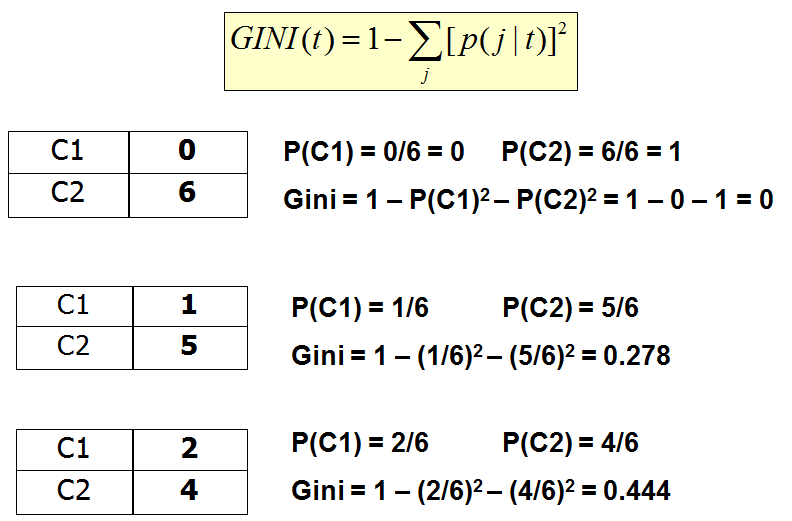 GINI(t) = 1 − ∑j [p(j | t)]²
C1 0
C2 6
P(C1) = 0/6 = 0 P(C2) = 6/6 = 1
Gini = 1 – P(C1)² – P(C2)² = 1 – 0 – 1 = 0
C1 1
C2 5
P(C1) = 1/6 P(C2) = 5/6
Gini = 1 – (1/6)² – (5/6)² = 0.278
C1 2
C2 4
P(C1) = 2/6 P(C2) = 4/6
Gini = 1 – (2/6)² – (4/6)² = 0.444